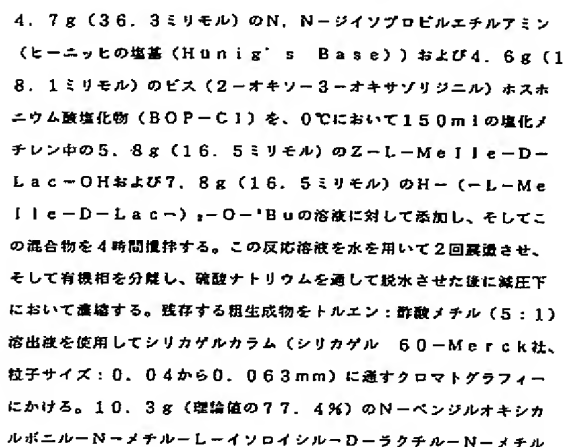 4．7g（36．3ミリモル）のN，N－ジイソプロピルエチルアミン
（ヒーニッヒの塩基（Hunig's Base））および4．6g（1
8．1ミリモル）のビス（2－オキソ－3－オキサゾリジニル）ホスホ
ニウム酸塩化物（BOP－Cl）を、0℃において150mlの塩化メ
チレン中の5．8g（16．5ミリモル）のZ－L－MeIle－D－
Lac－OHおよび7．8g（16．5ミリモル）のH－（－L－Me
Ile－D－Lac－）₂－O－ᵗBuの溶液に対して添加し、そしてこ
の混合物を4時間攪拌する。この反応溶液を水を用いて2回震盪させ、
そして有機相を分離し、硫酸ナトリウムを通して脱水させた後に減圧下
において濃縮する。残存する粗生成物をトルエン：酢酸メチル（5：1）
溶出液を使用してシリカゲルカラム（シリカゲル 60－Merck社、
粒子サイズ：0．04から0．063mm）に通すクロマトグラフィー
にかける。10．3g（理論値の77．4％）のN－ベンジルオキシカ
ルボニル－N－メチル－L－イソロイシル－D－ラクチル－N－メチル